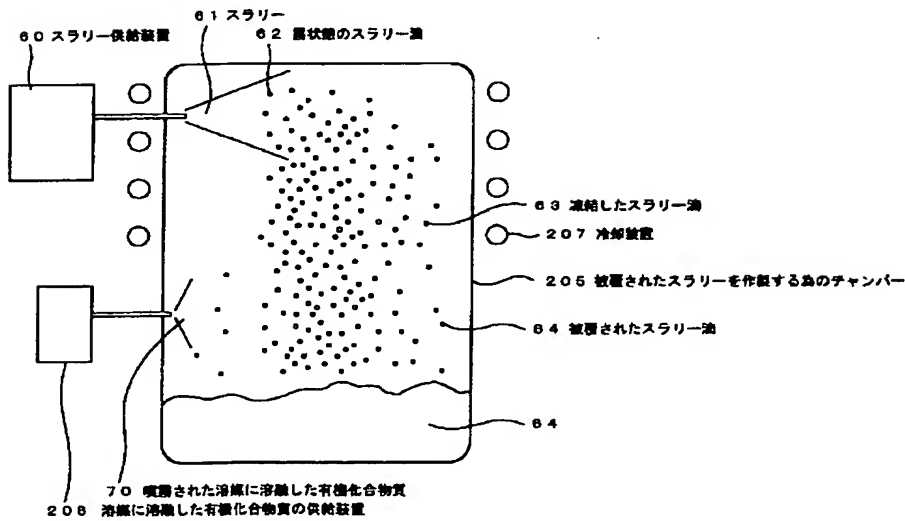 61 スラリー
60 スラリー供給装置
62 霧状態のスラリー滴
63 凍結したスラリー滴
207 冷却装置
205 被覆されたスラリーを作製する為のチャンバー
64 被覆されたスラリー滴
64
70 噴霧された溶媒に溶融した有機化合物質
206 溶媒に溶融した有機化合物質の供給装置